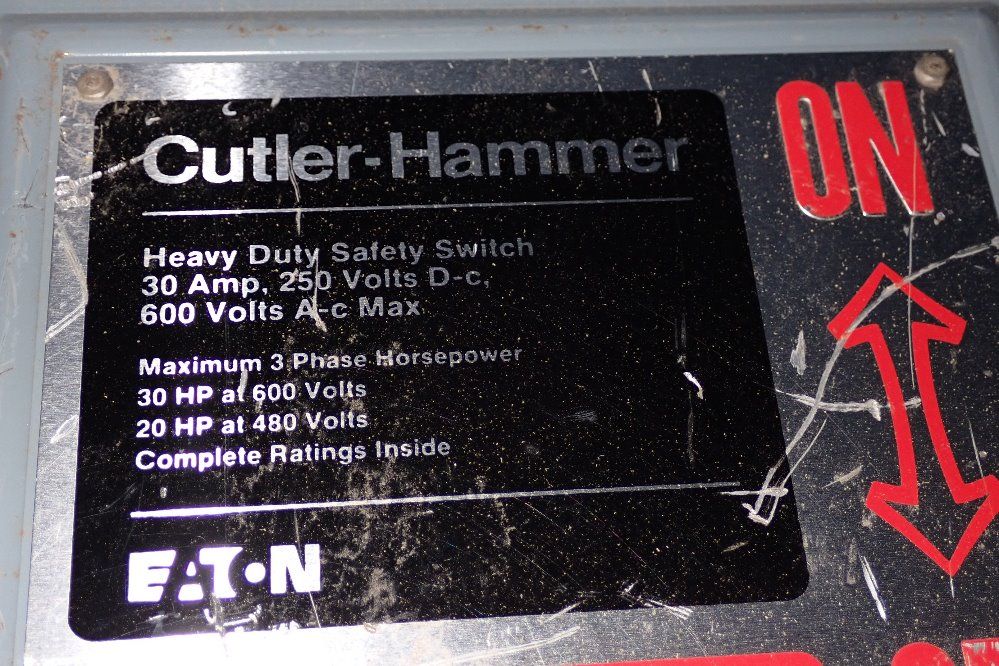 Cutler-Hammer
ON
Heavy Duty Safety Switch
30 Amp, 250 Volts D-c,
600 Volts A-c Max
Maximum 3 Phase Horsepower
30 HP at 600 Volts
20 HP at 480 Volts
Complete Ratings Inside
EATON